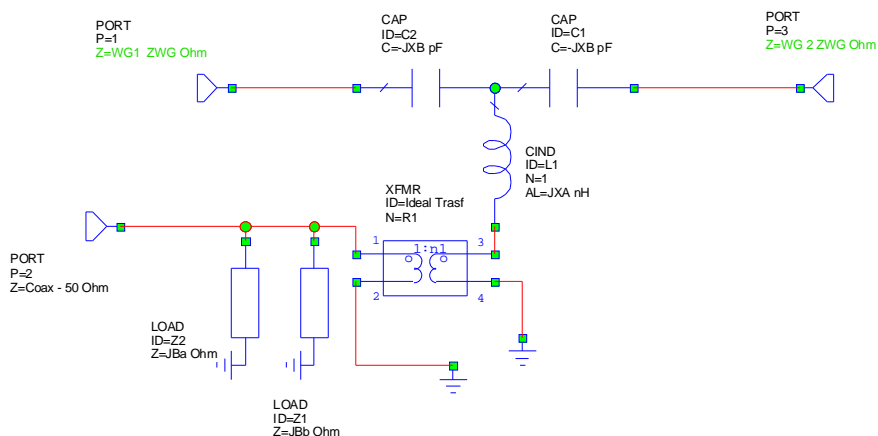 PORT
P=1
Z=WG1 ZWG Ohm
CAP
ID=C2
C=-JXB pF
CAP
ID=C1
C=-JXB pF
PORT
P=3
Z=WG 2 ZWG Ohm
CIND
ID=L1
N=1
AL=JXA nH
XFMR
ID=Ideal Trasf
N=R1
1
1:n1
3
2
4
PORT
P=2
Z=Coax - 50 Ohm
LOAD
ID=Z2
Z=JBa Ohm
LOAD
ID=Z1
Z=JBb Ohm